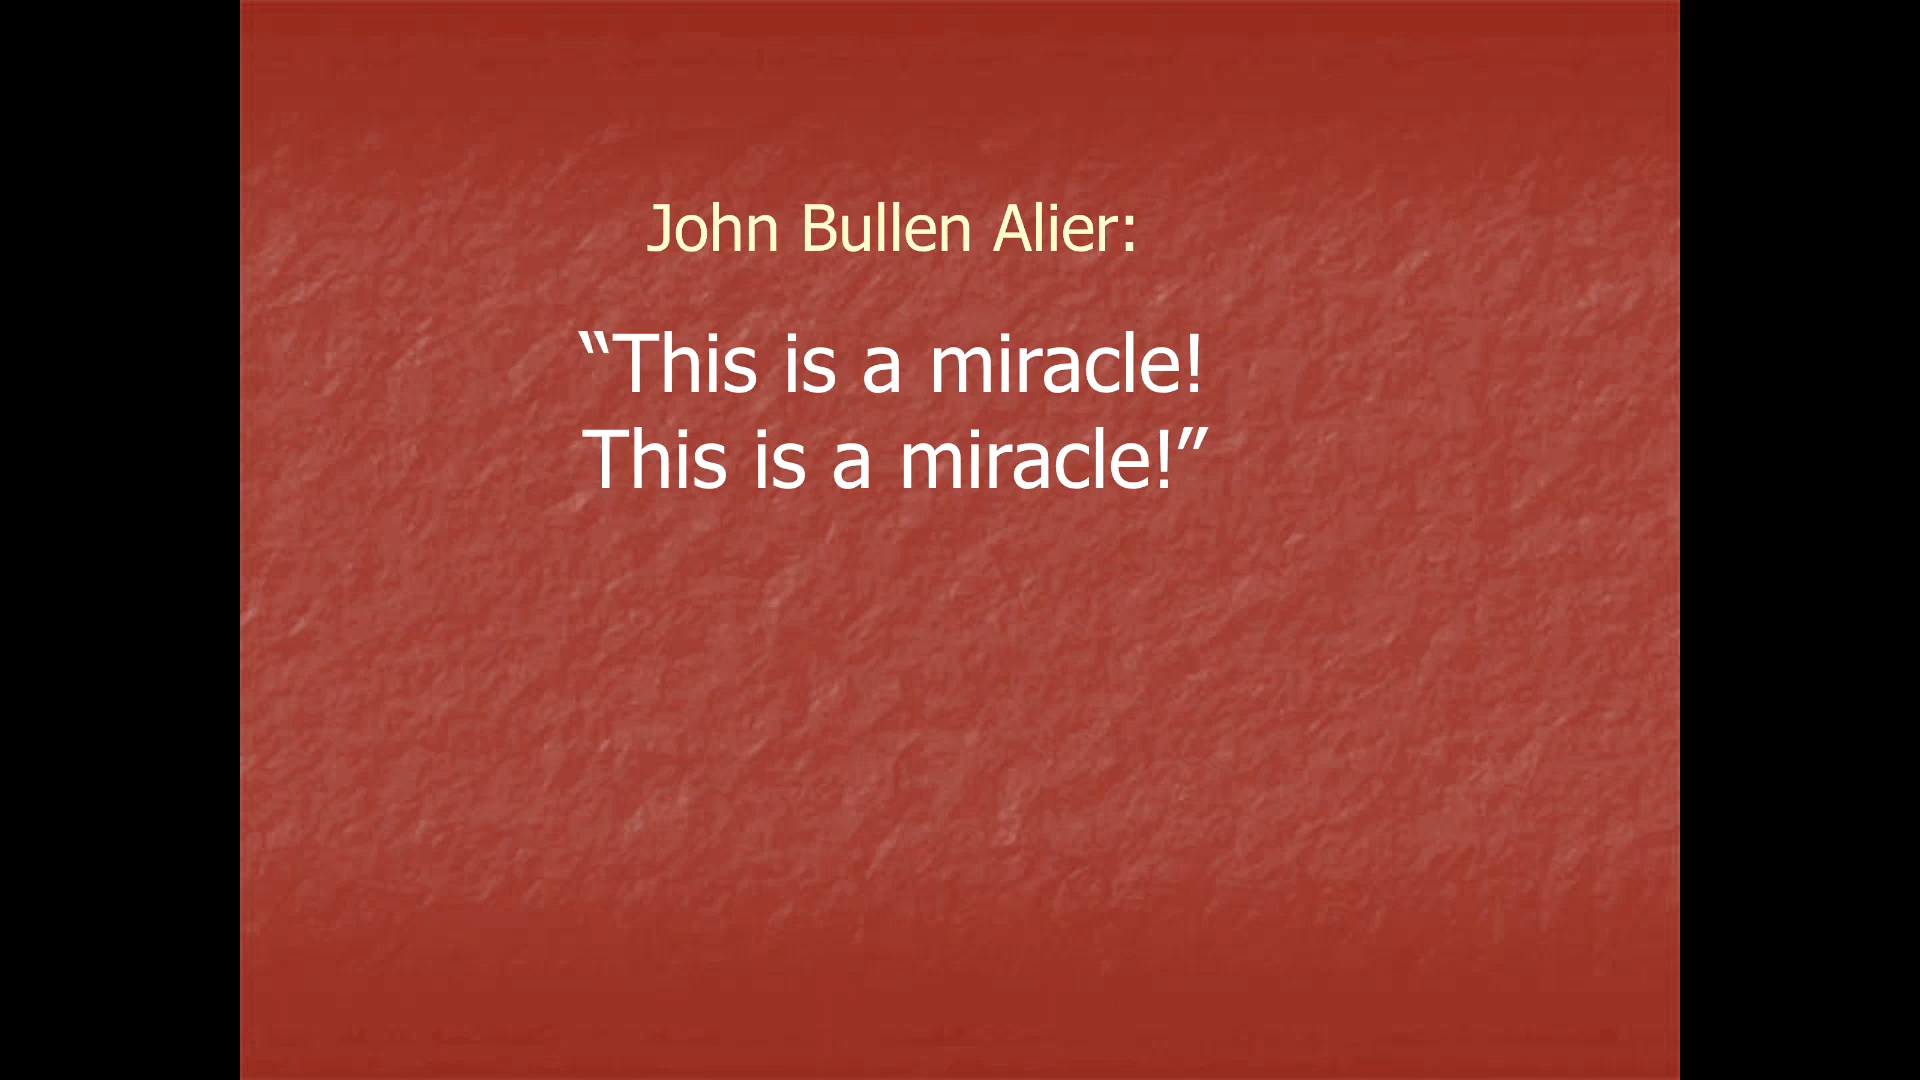 John Bullen Alier:
“This is a miracle!
This is a miracle!”